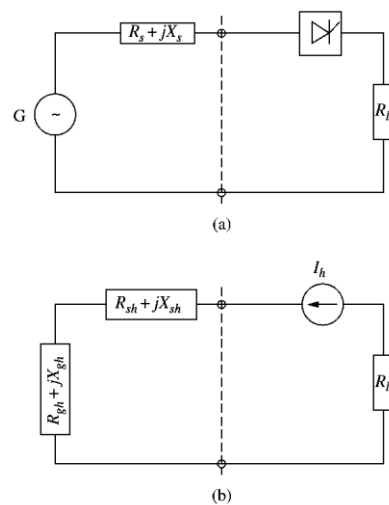 R_s + jX_s
G
~
R_l
(a)
I_h
R_sh + jX_sh
R_gh + jX_gh
R_l
(b)